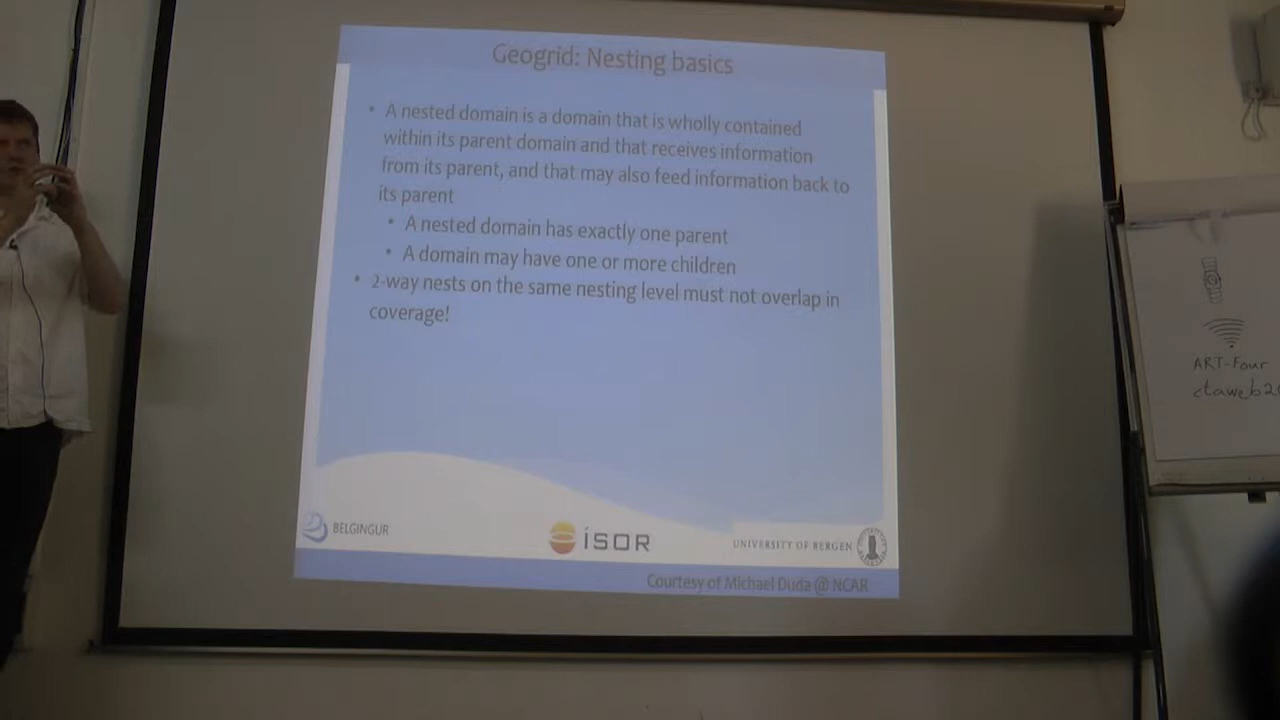 Geogrid: Nesting basics
• A nested domain is a domain that is wholly contained
within its parent domain and that receives information
from its parent, and that may also feed information back to
its parent
• A nested domain has exactly one parent
• A domain may have one or more children
• 2-way nests on the same nesting level must not overlap in
coverage!
BELGINGUR
ÍSOR
UNIVERSITY OF BERGEN
Courtesy of Michael Duda @ NCAR
ART-Four